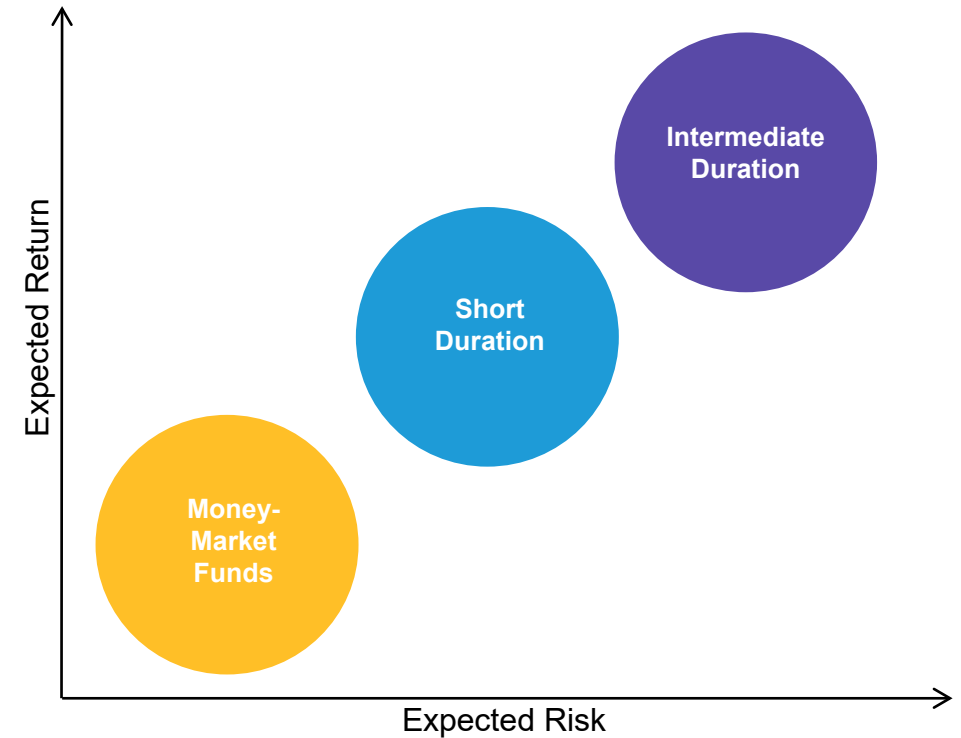 Intermediate
Duration
Short
Duration
Money-
Market
Funds
Expected Return
Expected Risk